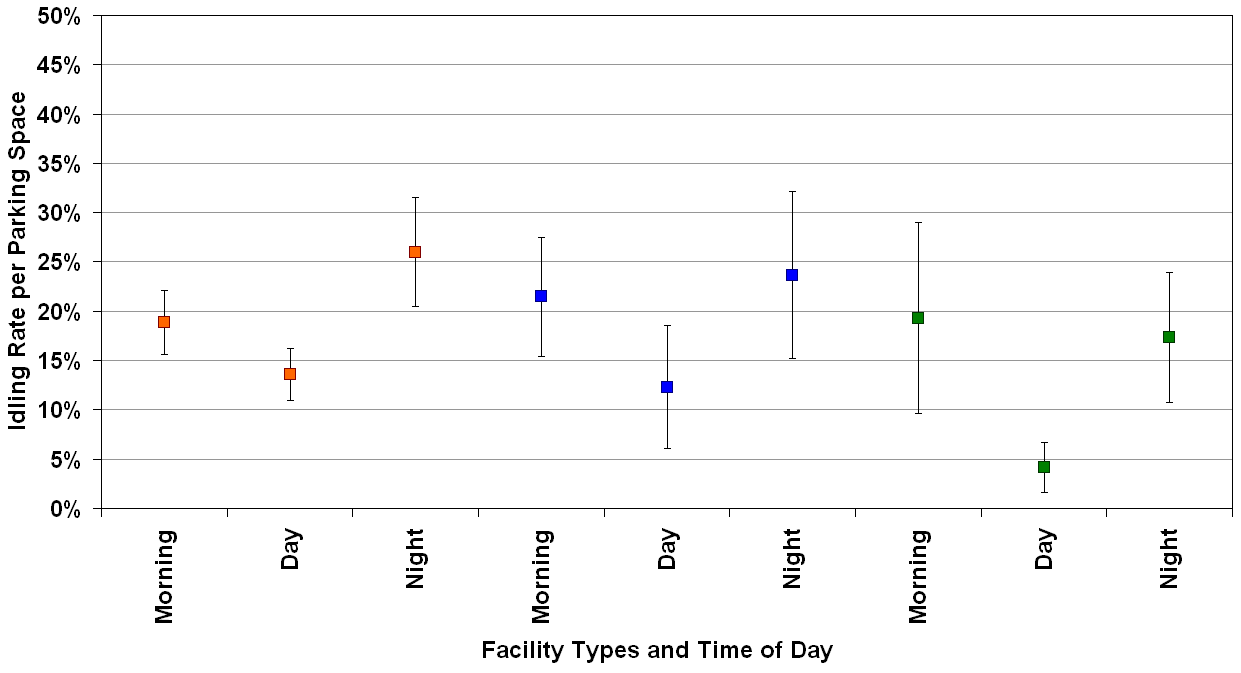 50%
45%
40%
35%
30%
25%
20%
15%
10%
5%
0%
Idling Rate per Parking Space
Morning
Day
Night
Morning
Day
Night
Morning
Day
Night
Facility Types and Time of Day